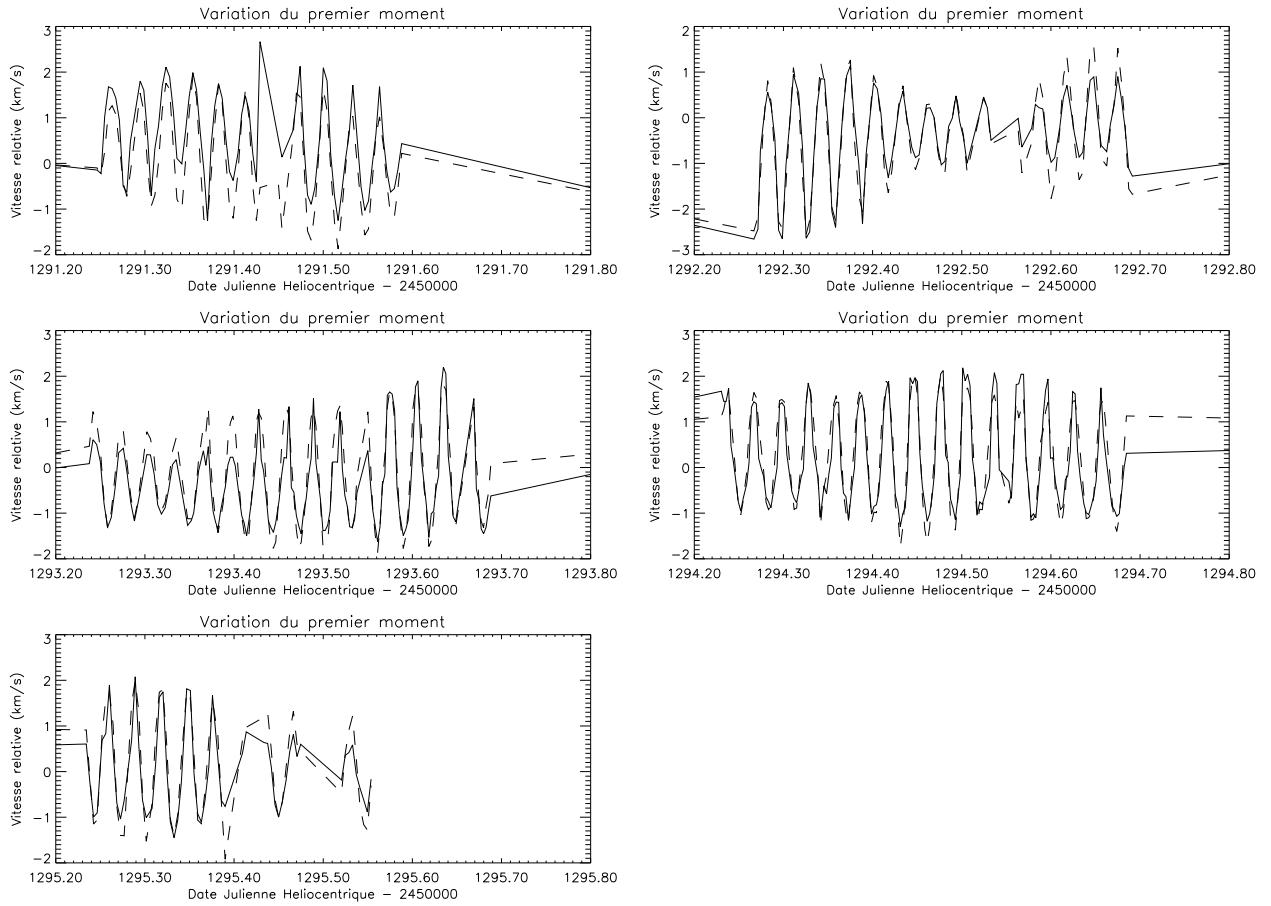 Variation du premier moment
Vitesse relative (km/s)
3
2
1
0
−1
−2
1291.20 1291.30 1291.40 1291.50 1291.60 1291.70 1291.80
Date Julienne Heliocentrique − 2450000
Variation du premier moment
Vitesse relative (km/s)
2
1
0
−1
−2
−3
1292.20 1292.30 1292.40 1292.50 1292.60 1292.70 1292.80
Date Julienne Heliocentrique − 2450000
Variation du premier moment
Vitesse relative (km/s)
3
2
1
0
−1
−2
1293.20 1293.30 1293.40 1293.50 1293.60 1293.70 1293.80
Date Julienne Heliocentrique − 2450000
Variation du premier moment
Vitesse relative (km/s)
3
2
1
0
−1
−2
1294.20 1294.30 1294.40 1294.50 1294.60 1294.70 1294.80
Date Julienne Heliocentrique − 2450000
Variation du premier moment
Vitesse relative (km/s)
3
2
1
0
−1
−2
1295.20 1295.30 1295.40 1295.50 1295.60 1295.70 1295.80
Date Julienne Heliocentrique − 2450000